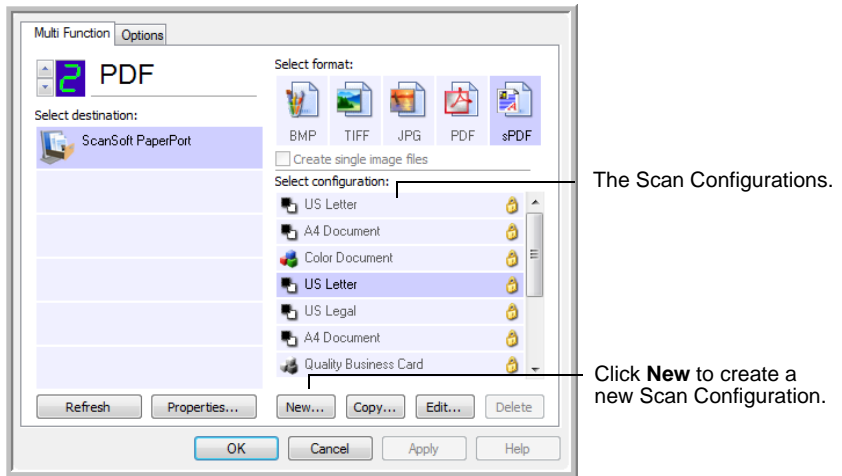 Multi Function Options
2 PDF
Select destination:
ScanSoft PaperPort
Select format:
BMP TIFF JPG PDF sPDF
Create single image files
Select configuration:
US Letter
A4 Document
Color Document
US Letter
US Legal
A4 Document
Quality Business Card
Refresh Properties... New... Copy... Edit... Delete
OK Cancel Apply Help
The Scan Configurations.
Click New to create a
new Scan Configuration.